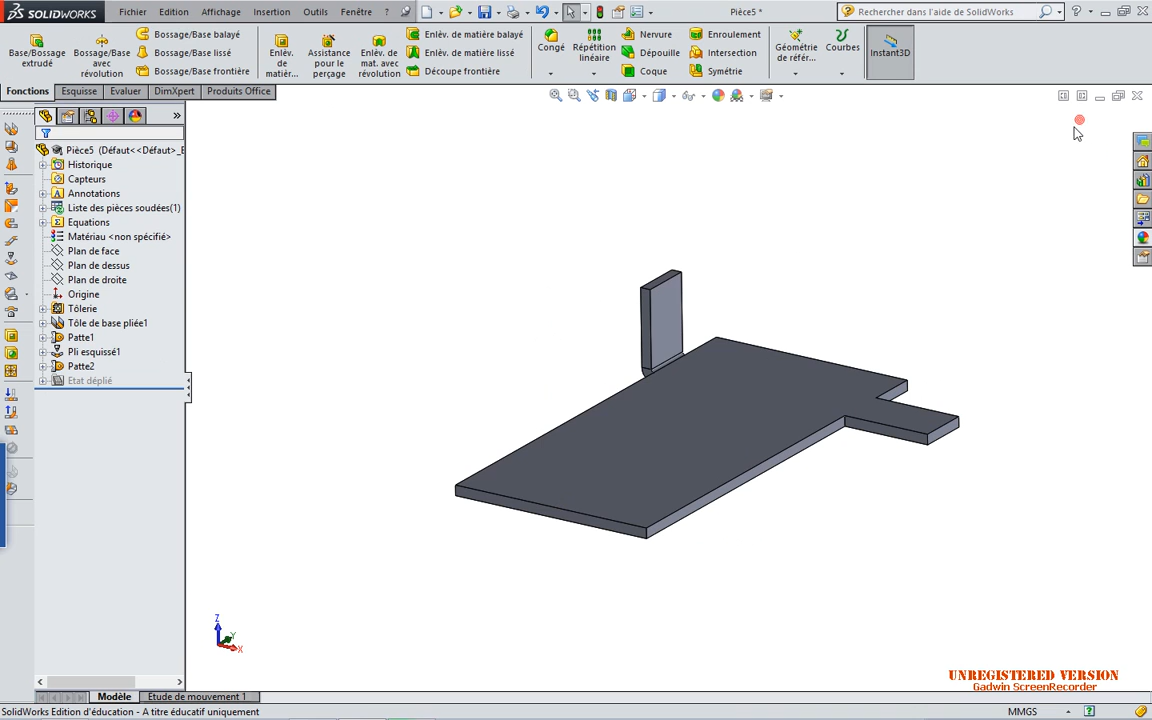 SOLIDWORKS Fichier Edition Affichage Insertion Outils Fenêtre ? Pièce5 * Rechercher dans l'aide de SolidWorks ?
Base/Bossage extrudé
Bossage/Base avec révolution
Bossage/Base balayé
Bossage/Base lissé
Bossage/Base frontière
Enlèv. de matièr...
Assistance pour le perçage
Enlèv. de mat. avec révolution
Enlèv. de matière balayé
Enlèv. de matière lissé
Découpe frontière
Congé
Répétition linéaire
Nervure
Dépouille
Coque
Enroulement
Intersection
Symétrie
Géométrie de référ...
Courbes
Instant3D
Fonctions Esquisse Evaluer DimXpert Produits Office
»
Pièce5 (Défaut<<Défaut>_E
Historique
Capteurs
Annotations
Liste des pièces soudées(1)
Equations
Matériau <non spécifié>
Plan de face
Plan de dessus
Plan de droite
Origine
Tôlerie
Tôle de base pliée1
Patte1
Pli esquissé1
Patte2
Etat déplié
Z
Y
X
UNREGISTERED VERSION
Gadwin ScreenRecorder
Modèle Etude de mouvement 1
SolidWorks Edition d'éducation - A titre éducatif uniquement MMGS ?